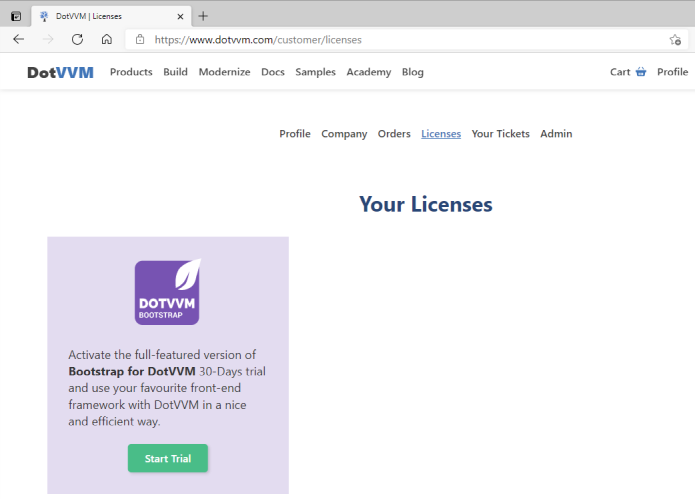 DotVVM | Licenses
https://www.dotvvm.com/customer/licenses
DotVVM Products Build Modernize Docs Samples Academy Blog Cart Profile
Profile Company Orders Licenses Your Tickets Admin
Your Licenses
DOTVVM
BOOTSTRAP
Activate the full-featured version of
Bootstrap for DotVVM 30-Days trial
and use your favourite front-end
framework with DotVVM in a nice
and efficient way.
Start Trial